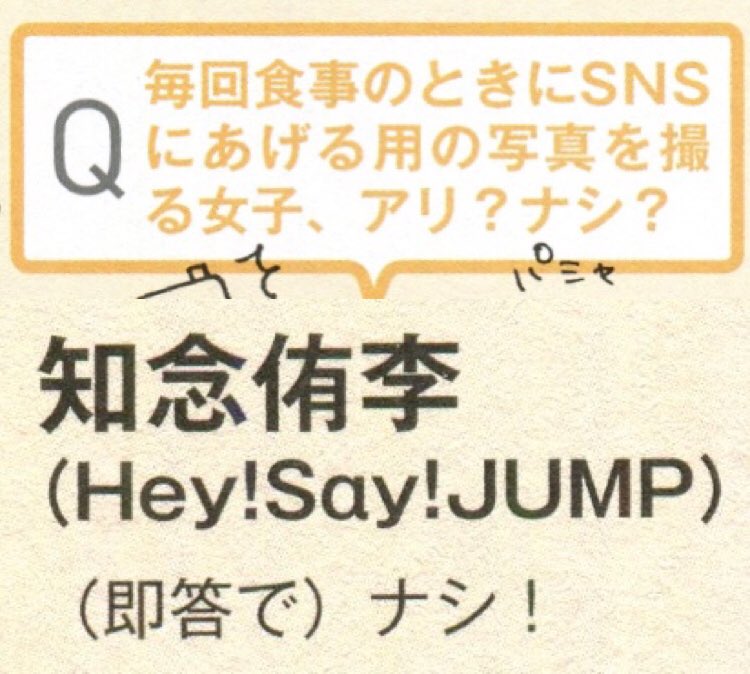 Q
毎回食事のときにSNS
にあげる用の写真を撮
る女子、アリ？ナシ？
パシャ
知念侑李
（Hey!Say!JUMP）
（即答で）ナシ！